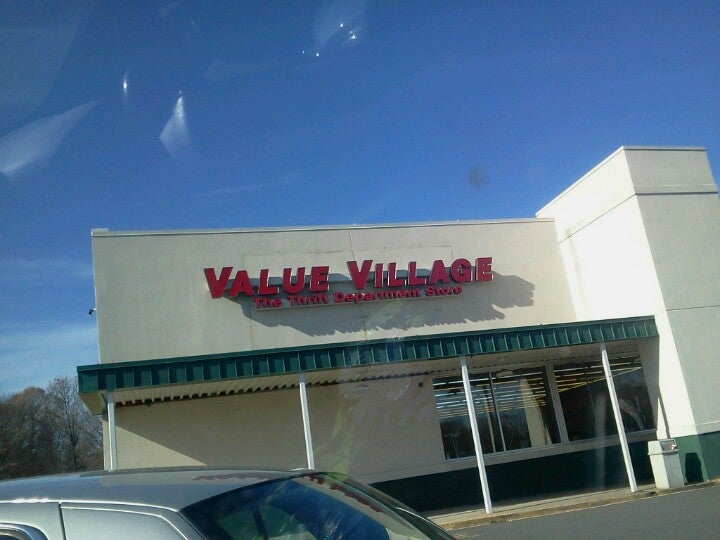 VALUE VILLAGE
The Thrift Department Store